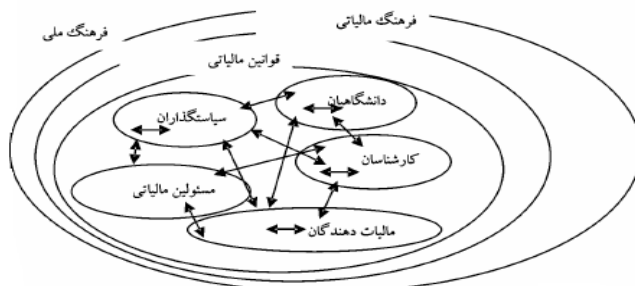 فرهنگ مالیاتی
فرهنگ ملی
قوانین مالیاتی
دانشگاهیان
سیاستگذاران
کارشناسان
مسئولین مالیاتی
مالیات دهندگان